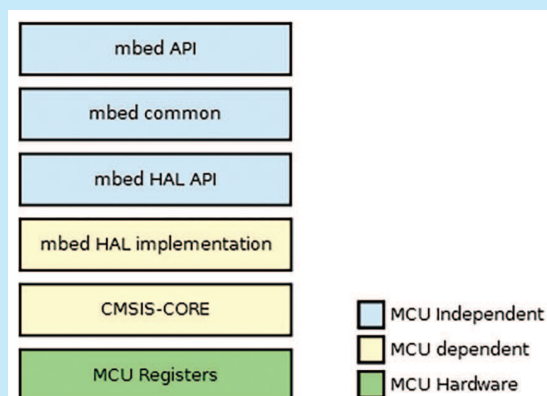 mbed API
mbed common
mbed HAL API
mbed HAL implementation
CMSIS-CORE
MCU Registers
MCU Independent
MCU dependent
MCU Hardware